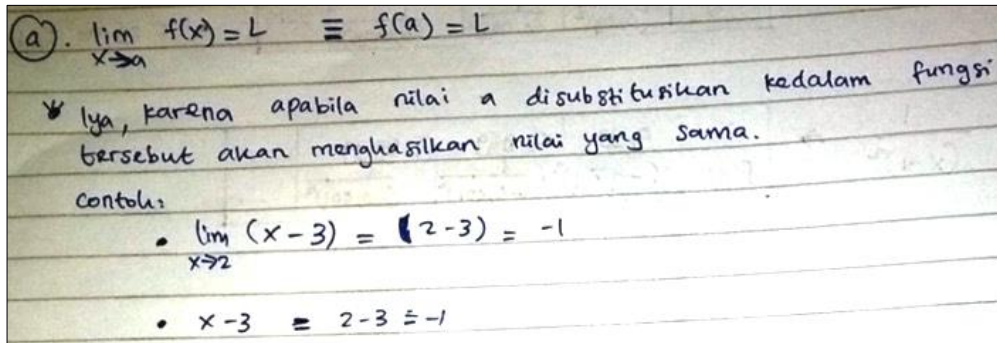 (a). lim f(x) = L ≡ f(a) = L
x→a
* Iya, karena apabila nilai a disubstitusikan kedalam fungsi
tersebut akan menghasilkan nilai yang sama.
contoh:
• lim (x - 3) = (2 - 3) = -1
x→2
• x - 3 = 2 - 3 = -1